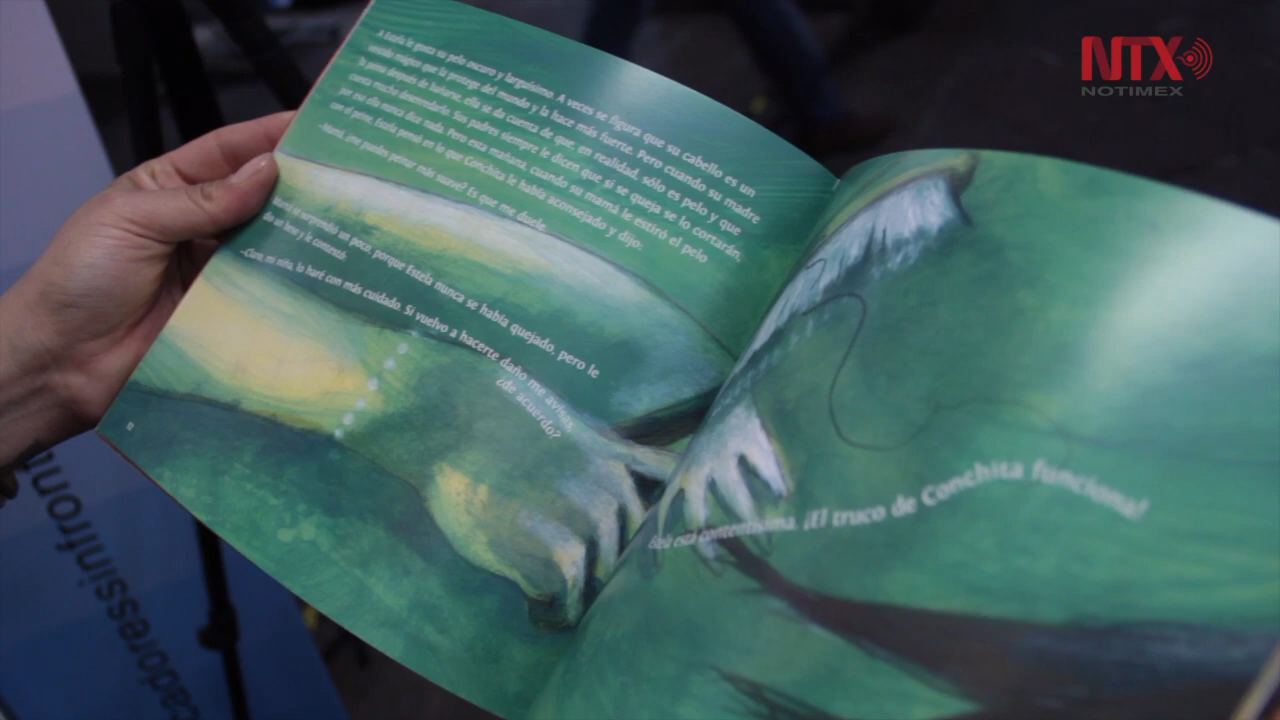 A Estela le gusta su pelo oscuro y larguísimo. A veces se figura que su cabello es un
vestido mágico que la protege del mundo y la hace más fuerte. Pero cuando su madre
lo peina después de bañarse, ella se da cuenta de que, en realidad, sólo es pelo y que
cuesta mucho desenredarlo. Sus padres siempre le dicen que si se queja se lo cortarán,
por eso ella nunca dice nada. Pero esta mañana, cuando su mamá le estiró el pelo
con el peine, Estela pensó en lo que Conchita le había aconsejado y dijo:
–Mamá, ¿me puedes peinar más suave? Es que me duele.
Mamá se sorprendió un poco, porque Estela nunca se había quejado, pero le
dio un beso y le contestó:
–Claro, mi niña, lo haré con más cuidado. Si vuelvo a hacerte daño me avisas,
¿de acuerdo?
Estela está contentísima. ¡El truco de Conchita funciona!
NTX
NOTIMEX
cadoressinfront